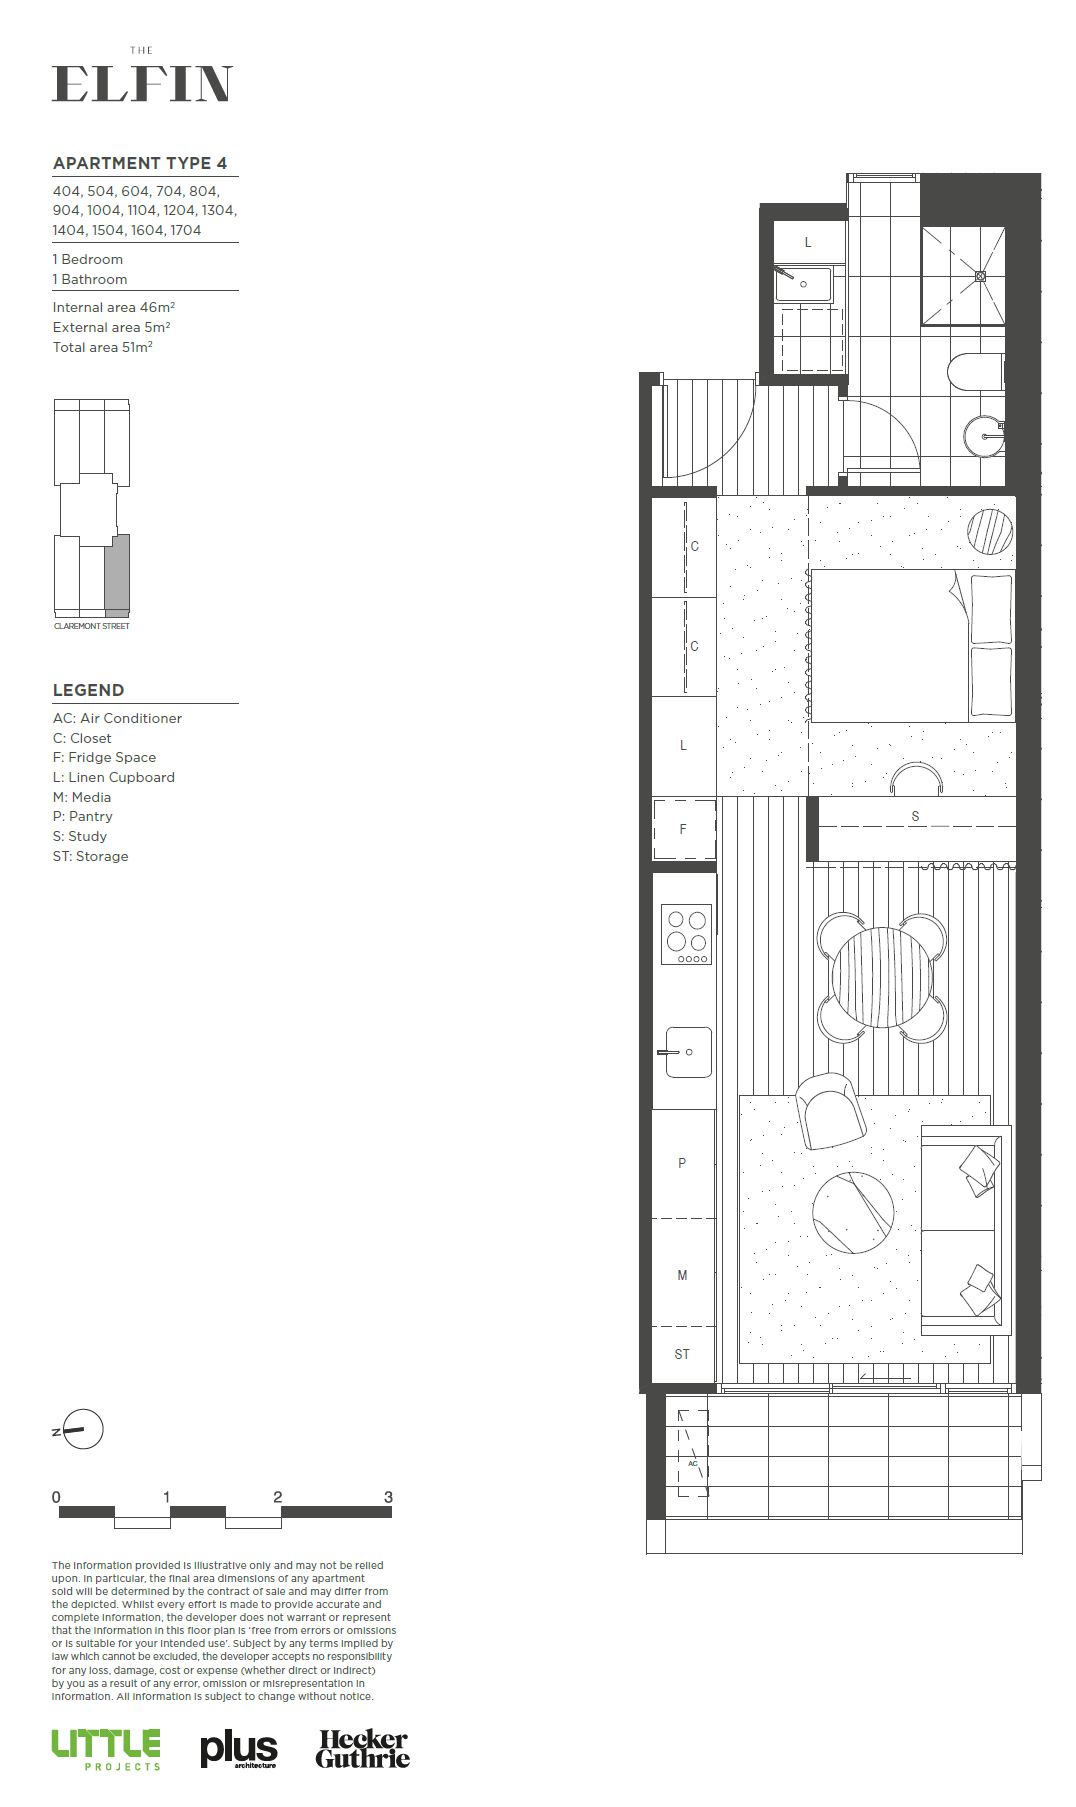 THE
ELFIN
APARTMENT TYPE 4
404, 504, 604, 704, 804,
904, 1004, 1104, 1204, 1304,
1404, 1504, 1604, 1704
1 Bedroom
1 Bathroom
Internal area 46m²
External area 5m²
Total area 51m²
CLAREMONT STREET
LEGEND
AC: Air Conditioner
C: Closet
F: Fridge Space
L: Linen Cupboard
M: Media
P: Pantry
S: Study
ST: Storage
L
C
C
L
S
F
P
M
ST
AC
N
0 1 2 3
The information provided is illustrative only and may not be relied
upon. In particular, the final area dimensions of any apartment
sold will be determined by the contract of sale and may differ from
the depicted. Whilst every effort is made to provide accurate and
complete information, the developer does not warrant or represent
that the information in this floor plan is ‘free from errors or omissions
or is suitable for your intended use’. Subject by any terms implied by
law which cannot be excluded, the developer accepts no responsibility
for any loss, damage, cost or expense (whether direct or indirect)
by you as a result of any error, omission or misrepresentation in
information. All information is subject to change without notice.
LITTLE
PROJECTS
plus
architecture
Hecker
Guthrie